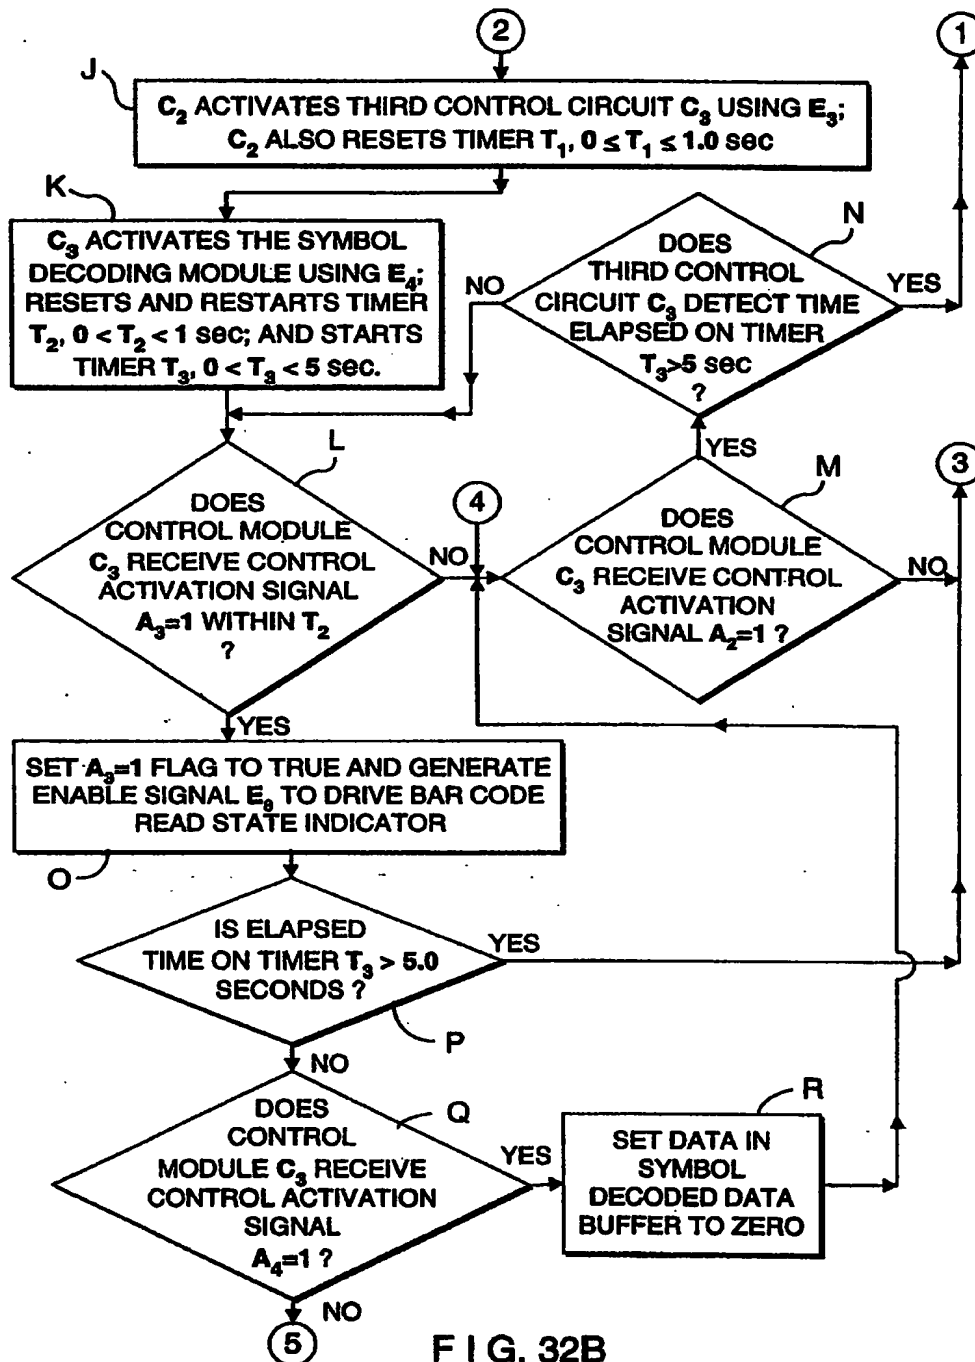 2
1
J
C2 ACTIVATES THIRD CONTROL CIRCUIT C3 USING E3;
C2 ALSO RESETS TIMER T1, 0 ≤ T1 ≤ 1.0 sec
K
C3 ACTIVATES THE SYMBOL
DECODING MODULE USING E4;
RESETS AND RESTARTS TIMER
T2, 0 < T2 < 1 sec; AND STARTS
TIMER T3, 0 < T3 < 5 sec.
N
DOES
THIRD CONTROL
CIRCUIT C3 DETECT TIME
ELAPSED ON TIMER
T3>5 sec
?
NO
YES
L
DOES
CONTROL MODULE
C3 RECEIVE CONTROL
ACTIVATION SIGNAL
A3=1 WITHIN T2
?
NO
4
YES
M
DOES
CONTROL MODULE
C3 RECEIVE CONTROL
ACTIVATION
SIGNAL A2=1 ?
NO
3
YES
SET A3=1 FLAG TO TRUE AND GENERATE
ENABLE SIGNAL E8 TO DRIVE BAR CODE
READ STATE INDICATOR
O
IS ELAPSED
TIME ON TIMER T3 > 5.0
SECONDS ?
YES
P
NO
DOES
CONTROL
MODULE C3 RECEIVE
CONTROL ACTIVATION
SIGNAL
A4=1 ?
Q
YES
R
SET DATA IN
SYMBOL
DECODED DATA
BUFFER TO ZERO
NO
5
FIG. 32B